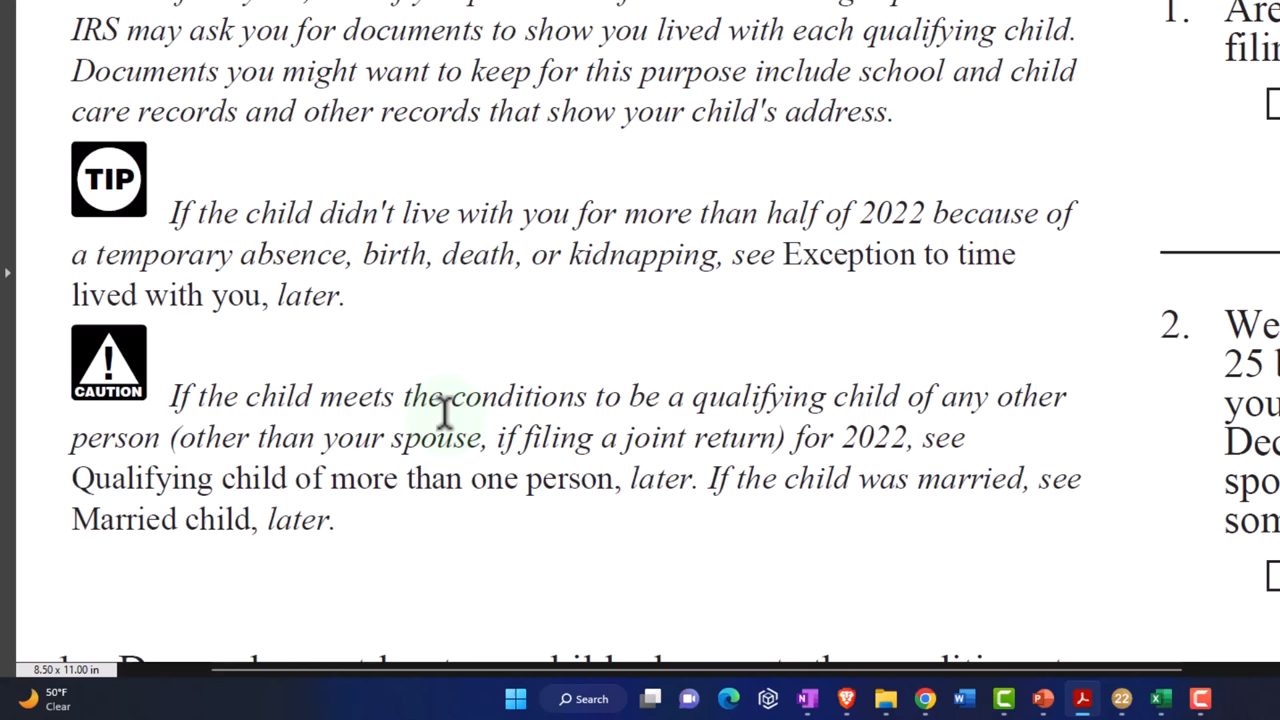 IRS may ask you for documents to show you lived with each qualifying child.
Documents you might want to keep for this purpose include school and child
care records and other records that show your child's address.
TIP
If the child didn't live with you for more than half of 2022 because of
a temporary absence, birth, death, or kidnapping, see Exception to time
lived with you, later.
CAUTION
If the child meets the conditions to be a qualifying child of any other
person (other than your spouse, if filing a joint return) for 2022, see
Qualifying child of more than one person, later. If the child was married, see
Married child, later.
1. Are
filin
2. We
25 b
you
Dec
spo
som
8.50 x 11.00 in
50°F
Clear
Search
22